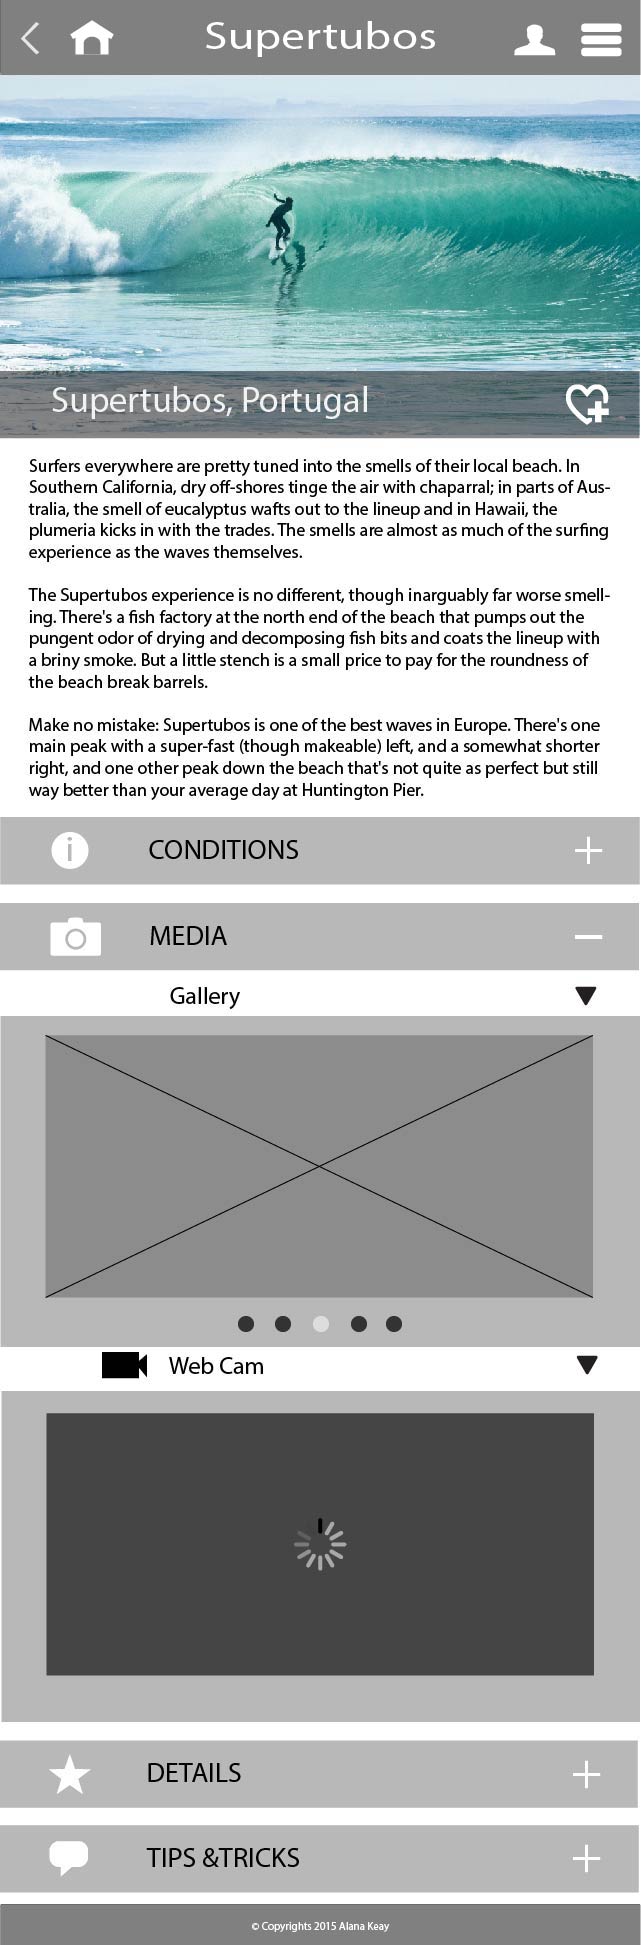 Supertubos
Supertubos, Portugal
Surfers everywhere are pretty tuned into the smells of their local beach. In
Southern California, dry off-shores tinge the air with chaparral; in parts of Aus-
tralia, the smell of eucalyptus wafts out to the lineup and in Hawaii, the
plumeria kicks in with the trades. The smells are almost as much of the surfing
experience as the waves themselves.
The Supertubos experience is no different, though inarguably far worse smell-
ing. There's a fish factory at the north end of the beach that pumps out the
pungent odor of drying and decomposing fish bits and coats the lineup with
a briny smoke. But a little stench is a small price to pay for the roundness of
the beach break barrels.
Make no mistake: Supertubos is one of the best waves in Europe. There's one
main peak with a super-fast (though makeable) left, and a somewhat shorter
right, and one other peak down the beach that's not quite as perfect but still
way better than your average day at Huntington Pier.
CONDITIONS
MEDIA
Gallery
Web Cam
DETAILS
TIPS &TRICKS
© Copyrights 2015 Alana Keay